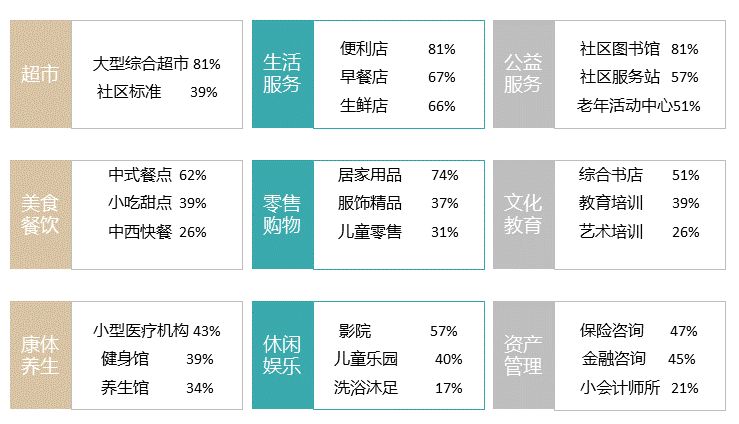 超市
大型综合超市 81%
社区标准 39%
生活
服务
便利店 81%
早餐店 67%
生鲜店 66%
公益
服务
社区图书馆 81%
社区服务站 57%
老年活动中心51%
美食
餐饮
中式餐点 62%
小吃甜点 39%
中西快餐 26%
零售
购物
居家用品 74%
服饰精品 37%
儿童零售 31%
文化
教育
综合书店 51%
教育培训 39%
艺术培训 26%
康体
养生
小型医疗机构 43%
健身馆 39%
养生馆 34%
休闲
娱乐
影院 57%
儿童乐园 40%
洗浴沐足 17%
资产
管理
保险咨询 47%
金融咨询 45%
小会计师所 21%